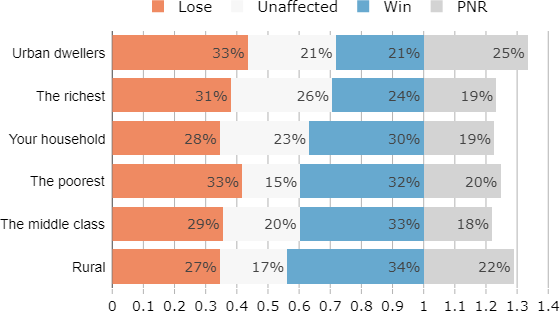 Lose Unaffected Win PNR
Urban dwellers 33% 21% 21% 25%
The richest 31% 26% 24% 19%
Your household 28% 23% 30% 19%
The poorest 33% 15% 32% 20%
The middle class 29% 20% 33% 18%
Rural 27% 17% 34% 22%
0 0.1 0.2 0.3 0.4 0.5 0.6 0.7 0.8 0.9 1 1.1 1.2 1.3 1.4